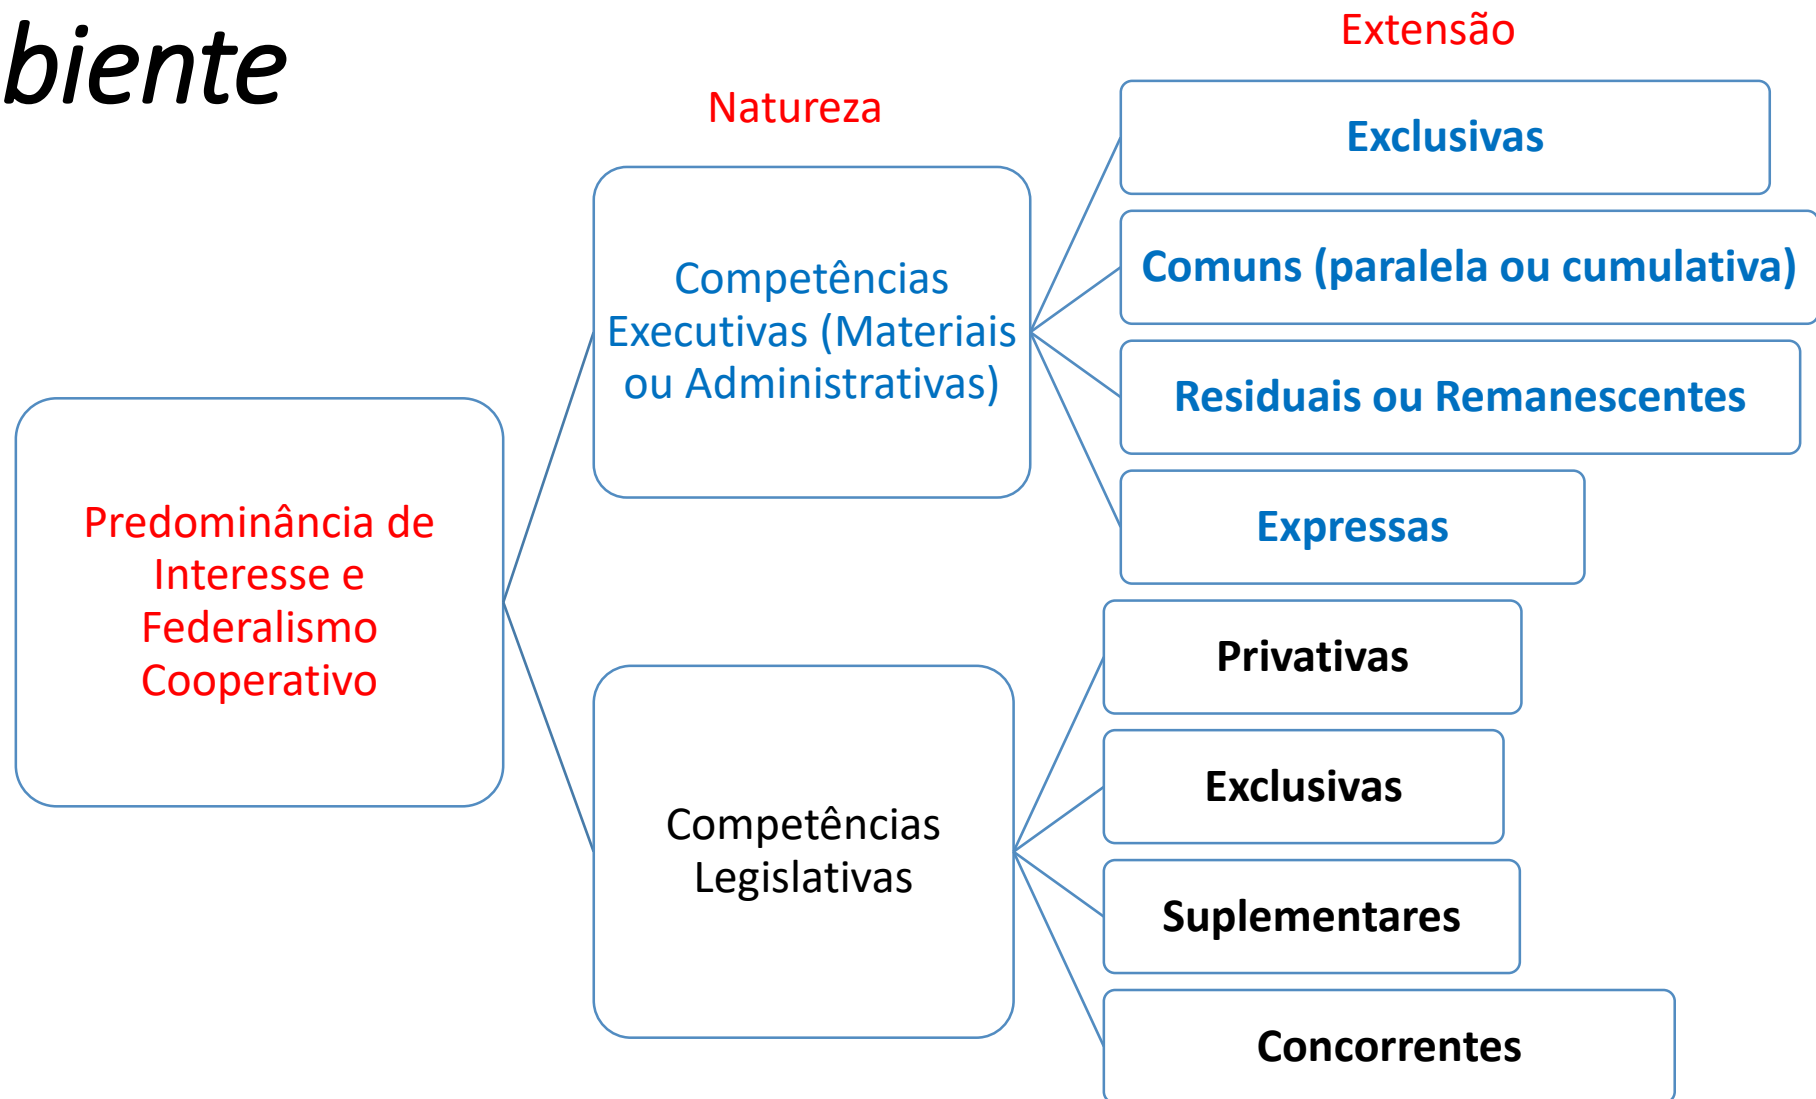 biente
Extensão
Natureza
Exclusivas
Comuns (paralela ou cumulativa)
Competências
Executivas (Materiais
ou Administrativas)
Residuais ou Remanescentes
Expressas
Predominância de
Interesse e
Federalismo
Cooperativo
Privativas
Exclusivas
Competências
Legislativas
Suplementares
Concorrentes